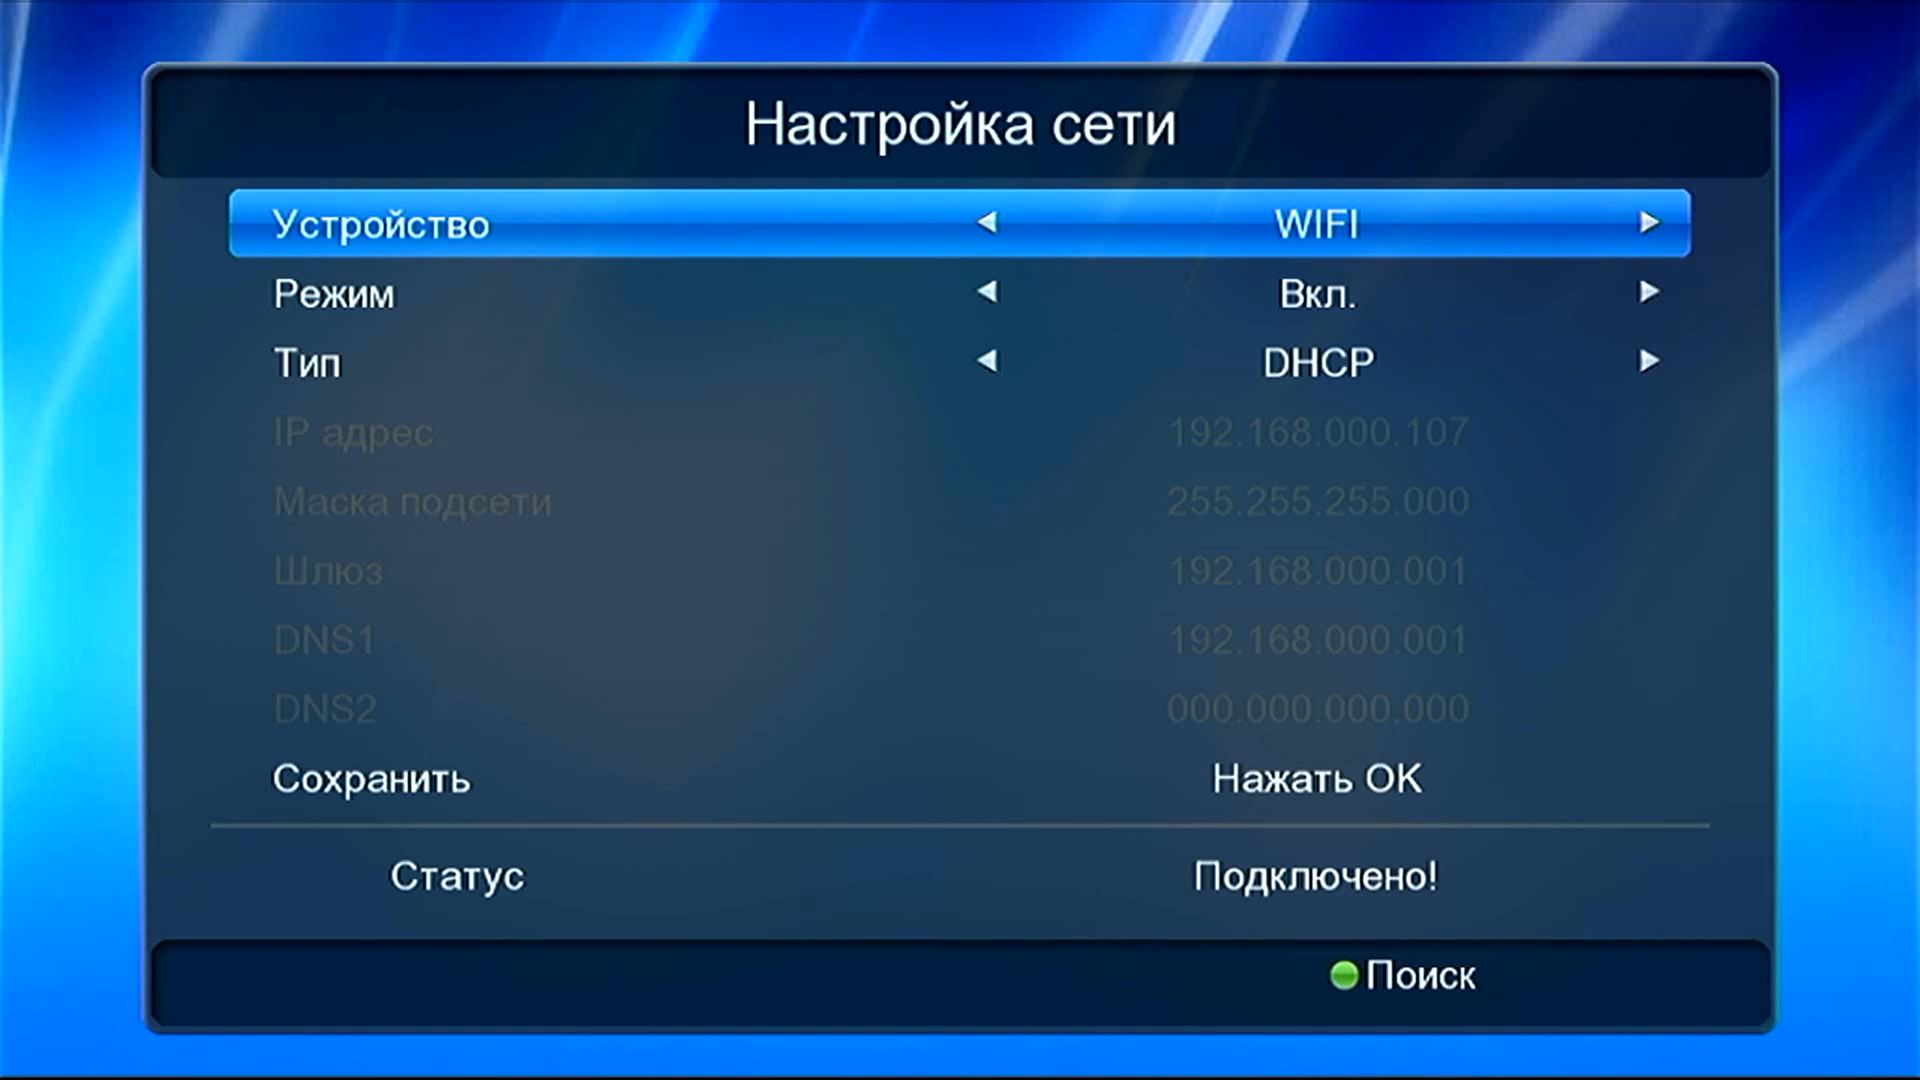 Настройка сети
Устройство WIFI
Режим Вкл.
Тип DHCP
IP адрес 192.168.000.107
Маска подсети 255.255.255.000
Шлюз 192.168.000.001
DNS1 192.168.000.001
DNS2 000.000.000.000
Сохранить Нажать OK
Статус Подключено!
Поиск